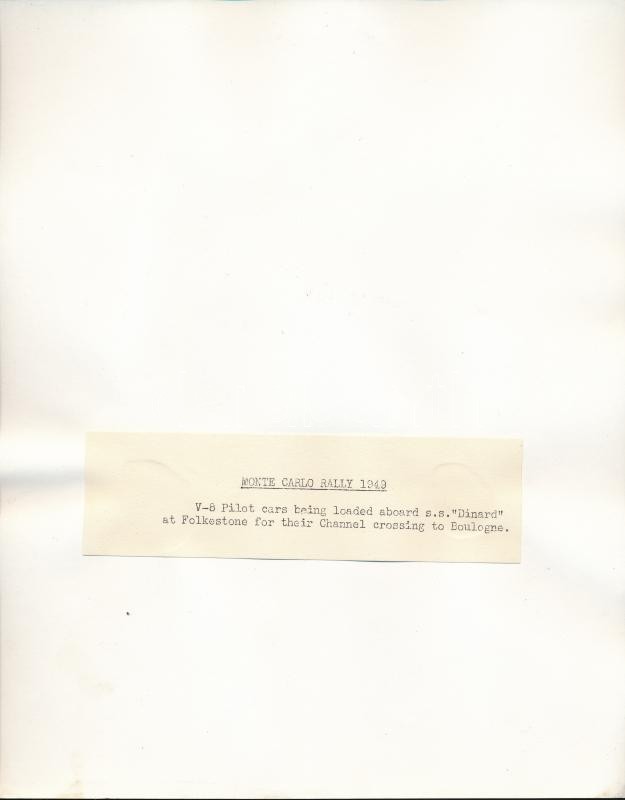 MONTE CARLO RALLY 1949
V-8 Pilot cars being loaded aboard s.s."Dinard"
at Folkestone for their Channel crossing to Boulogne.